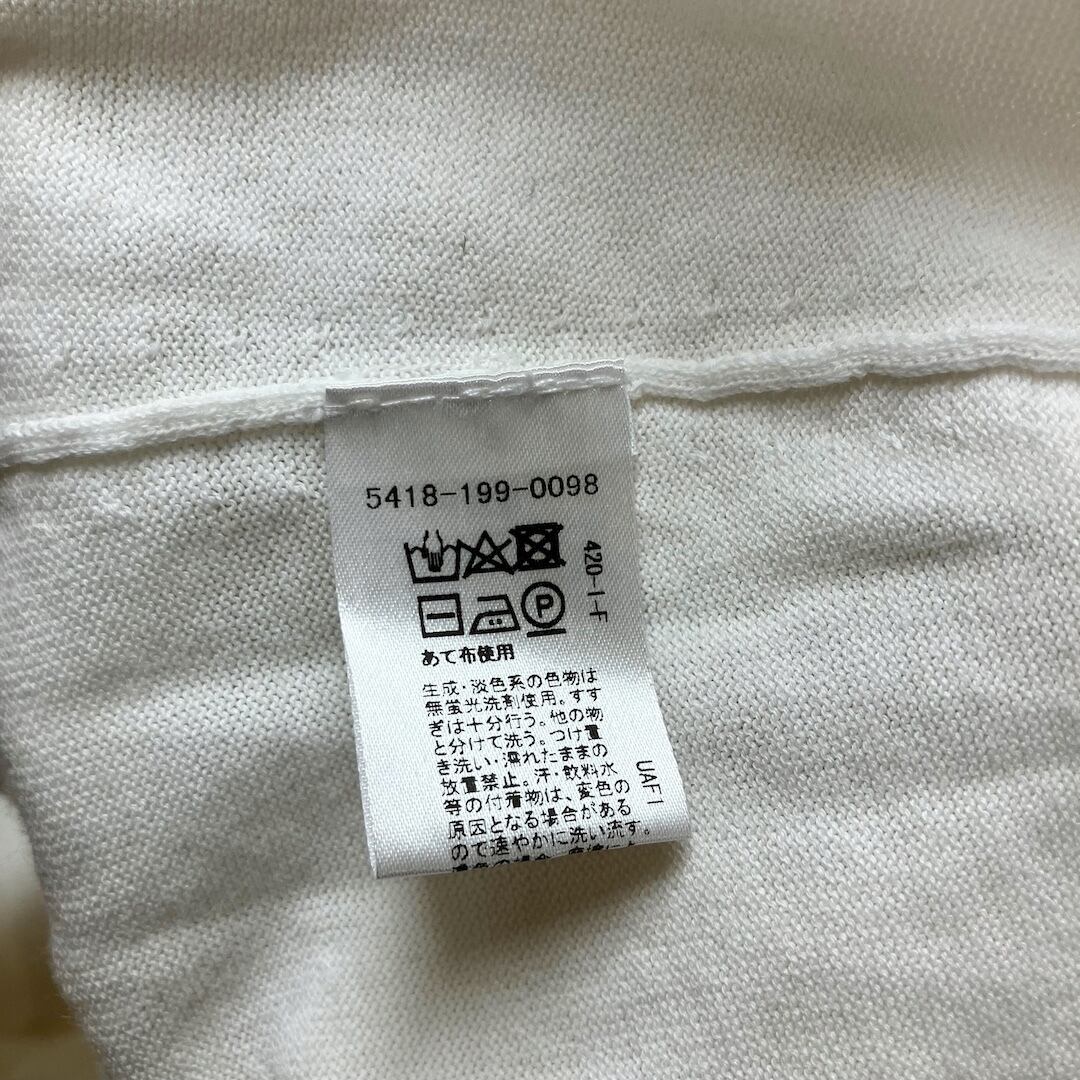 5418-199-0098
420-I-F
P
あて布使用
生成・淡色系の色物は
無蛍光洗剤使用。すす
ぎは十分行う。他の物
と分けて洗う。つけ置
き洗い・濡れたままの
放置禁止。汗・飲料水
等の付着物は、変色の
原因となる場合がある
ので速やかに洗い流す。
UAF1